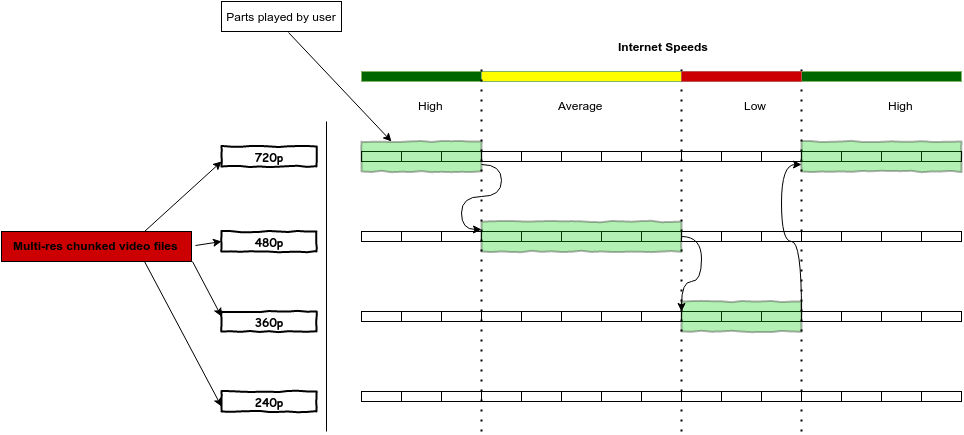 Parts played by user
Internet Speeds
High
Average
Low
High
720p
480p
Multi-res chunked video files
360p
240p